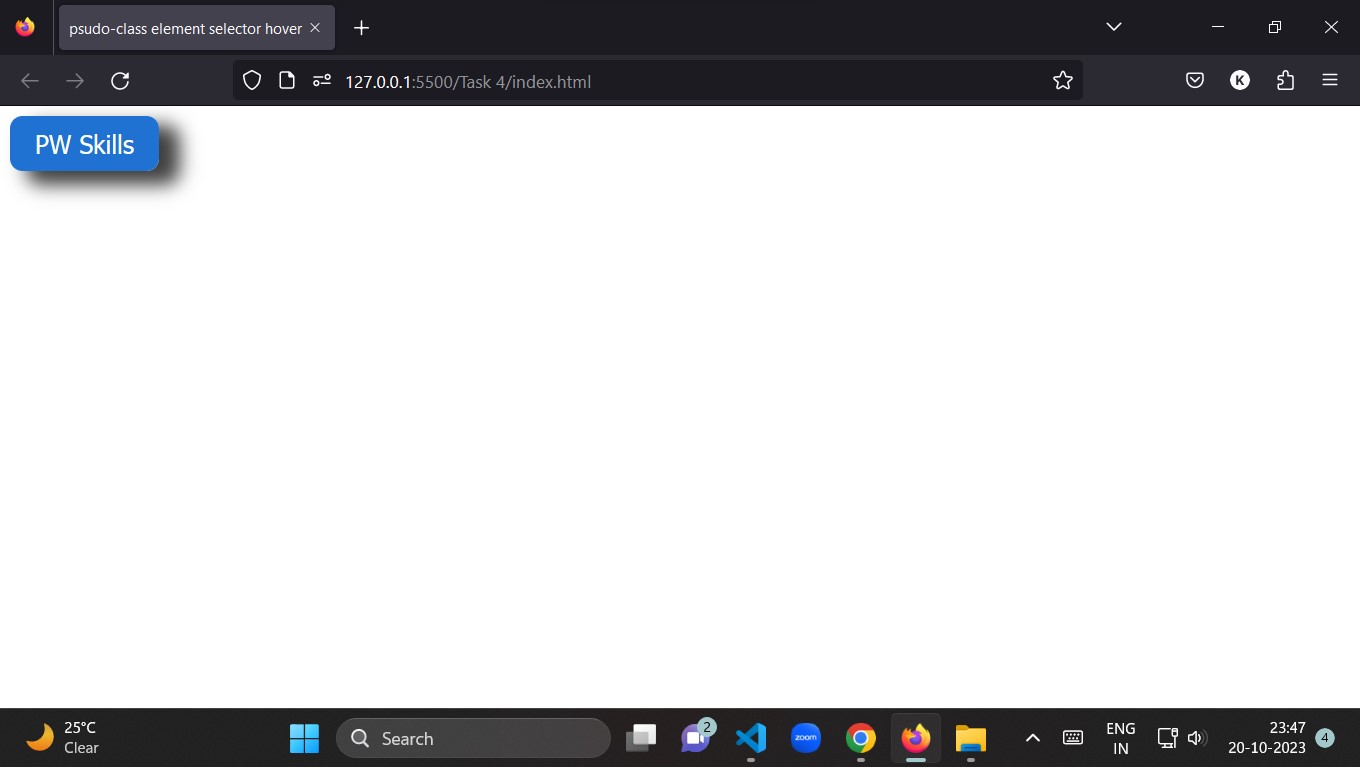 psudo-class element selector hover
127.0.0.1:5500/Task 4/index.html
K
PW Skills
25°C
Clear
Search
2
zoom
ENG
IN
23:47
20-10-2023
4